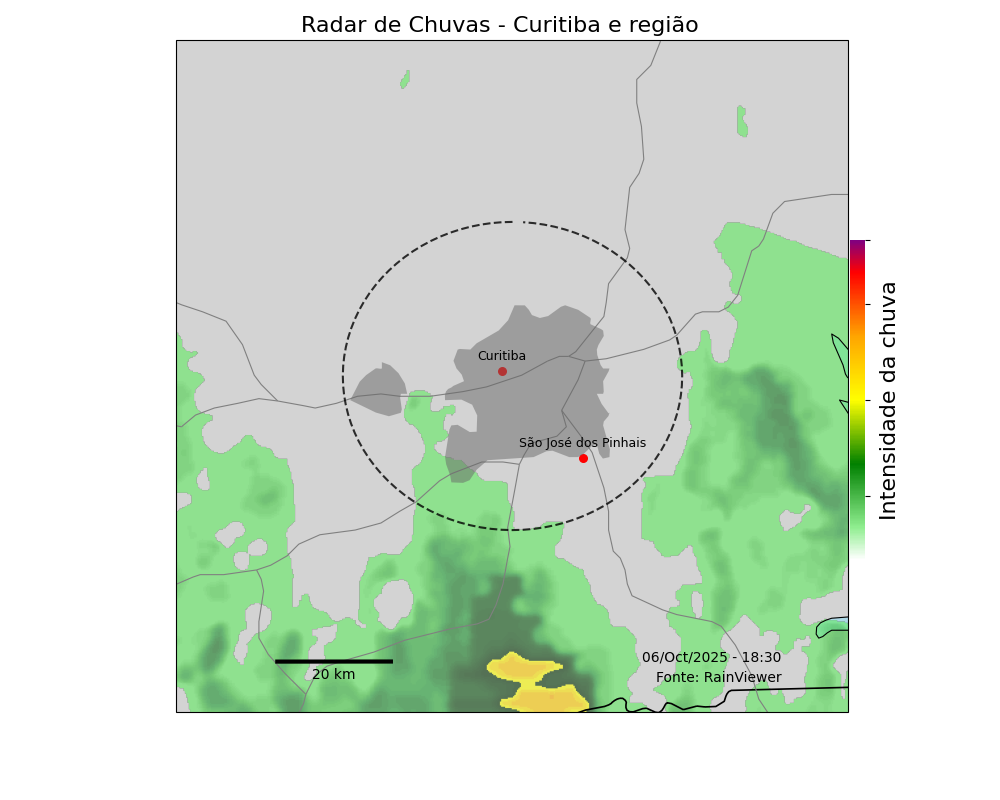 Radar de Chuvas - Curitiba e região
Curitiba
São José dos Pinhais
Intensidade da chuva
20 km
06/Oct/2025 - 18:30
Fonte: RainViewer